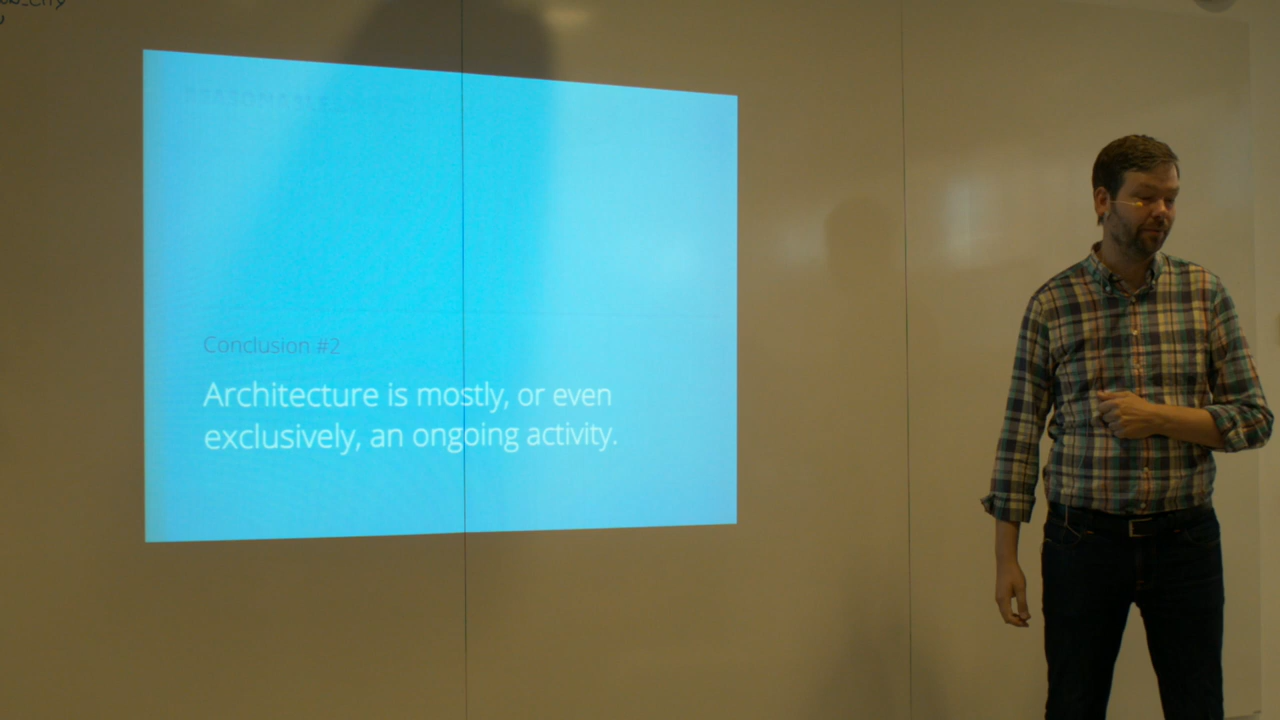 Conclusion #2
Architecture is mostly, or even
exclusively, an ongoing activity.